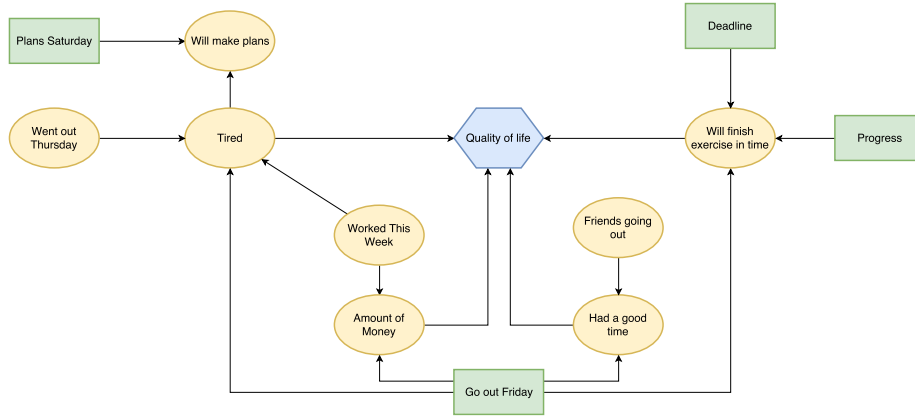 Deadline
Plans Saturday
Will make plans
Went out
Thursday
Tired
Quality of life
Will finish
exercise in time
Progress
Worked This
Week
Friends going
out
Amount of
Money
Had a good
time
Go out Friday